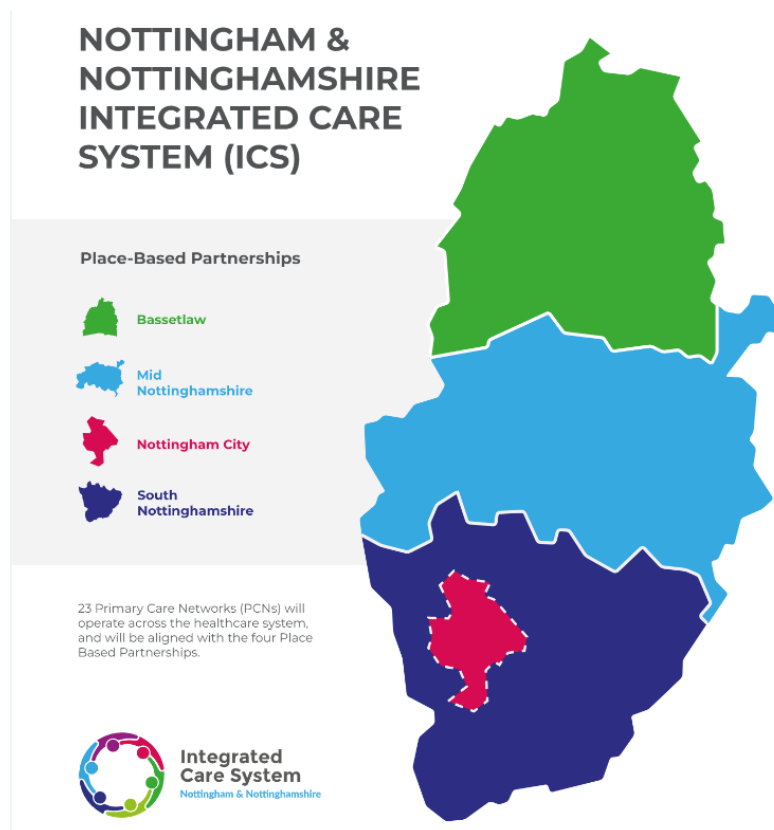 NOTTINGHAM &
NOTTINGHAMSHIRE
INTEGRATED CARE
SYSTEM (ICS)
Place-Based Partnerships
Bassetlaw
Mid
Nottinghamshire
Nottingham City
South
Nottinghamshire
23 Primary Care Networks (PCNs) will
operate across the healthcare system,
and will be aligned with the four Place
Based Partnerships.
Integrated
Care System
Nottingham & Nottinghamshire